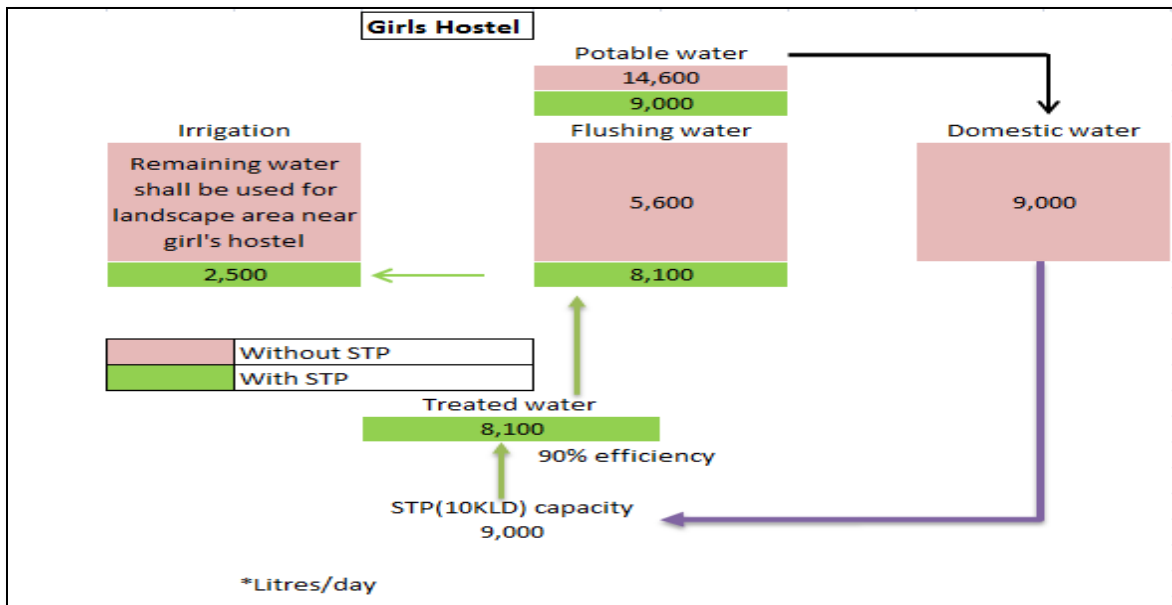 Girls Hostel
Potable water
14,600
9,000
Irrigation
Flushing water
Domestic water
Remaining water
shall be used for
landscape area near
girl's hostel
5,600
9,000
2,500
8,100
Without STP
With STP
Treated water
8,100
90% efficiency
STP(10KLD) capacity
9,000
*Litres/day